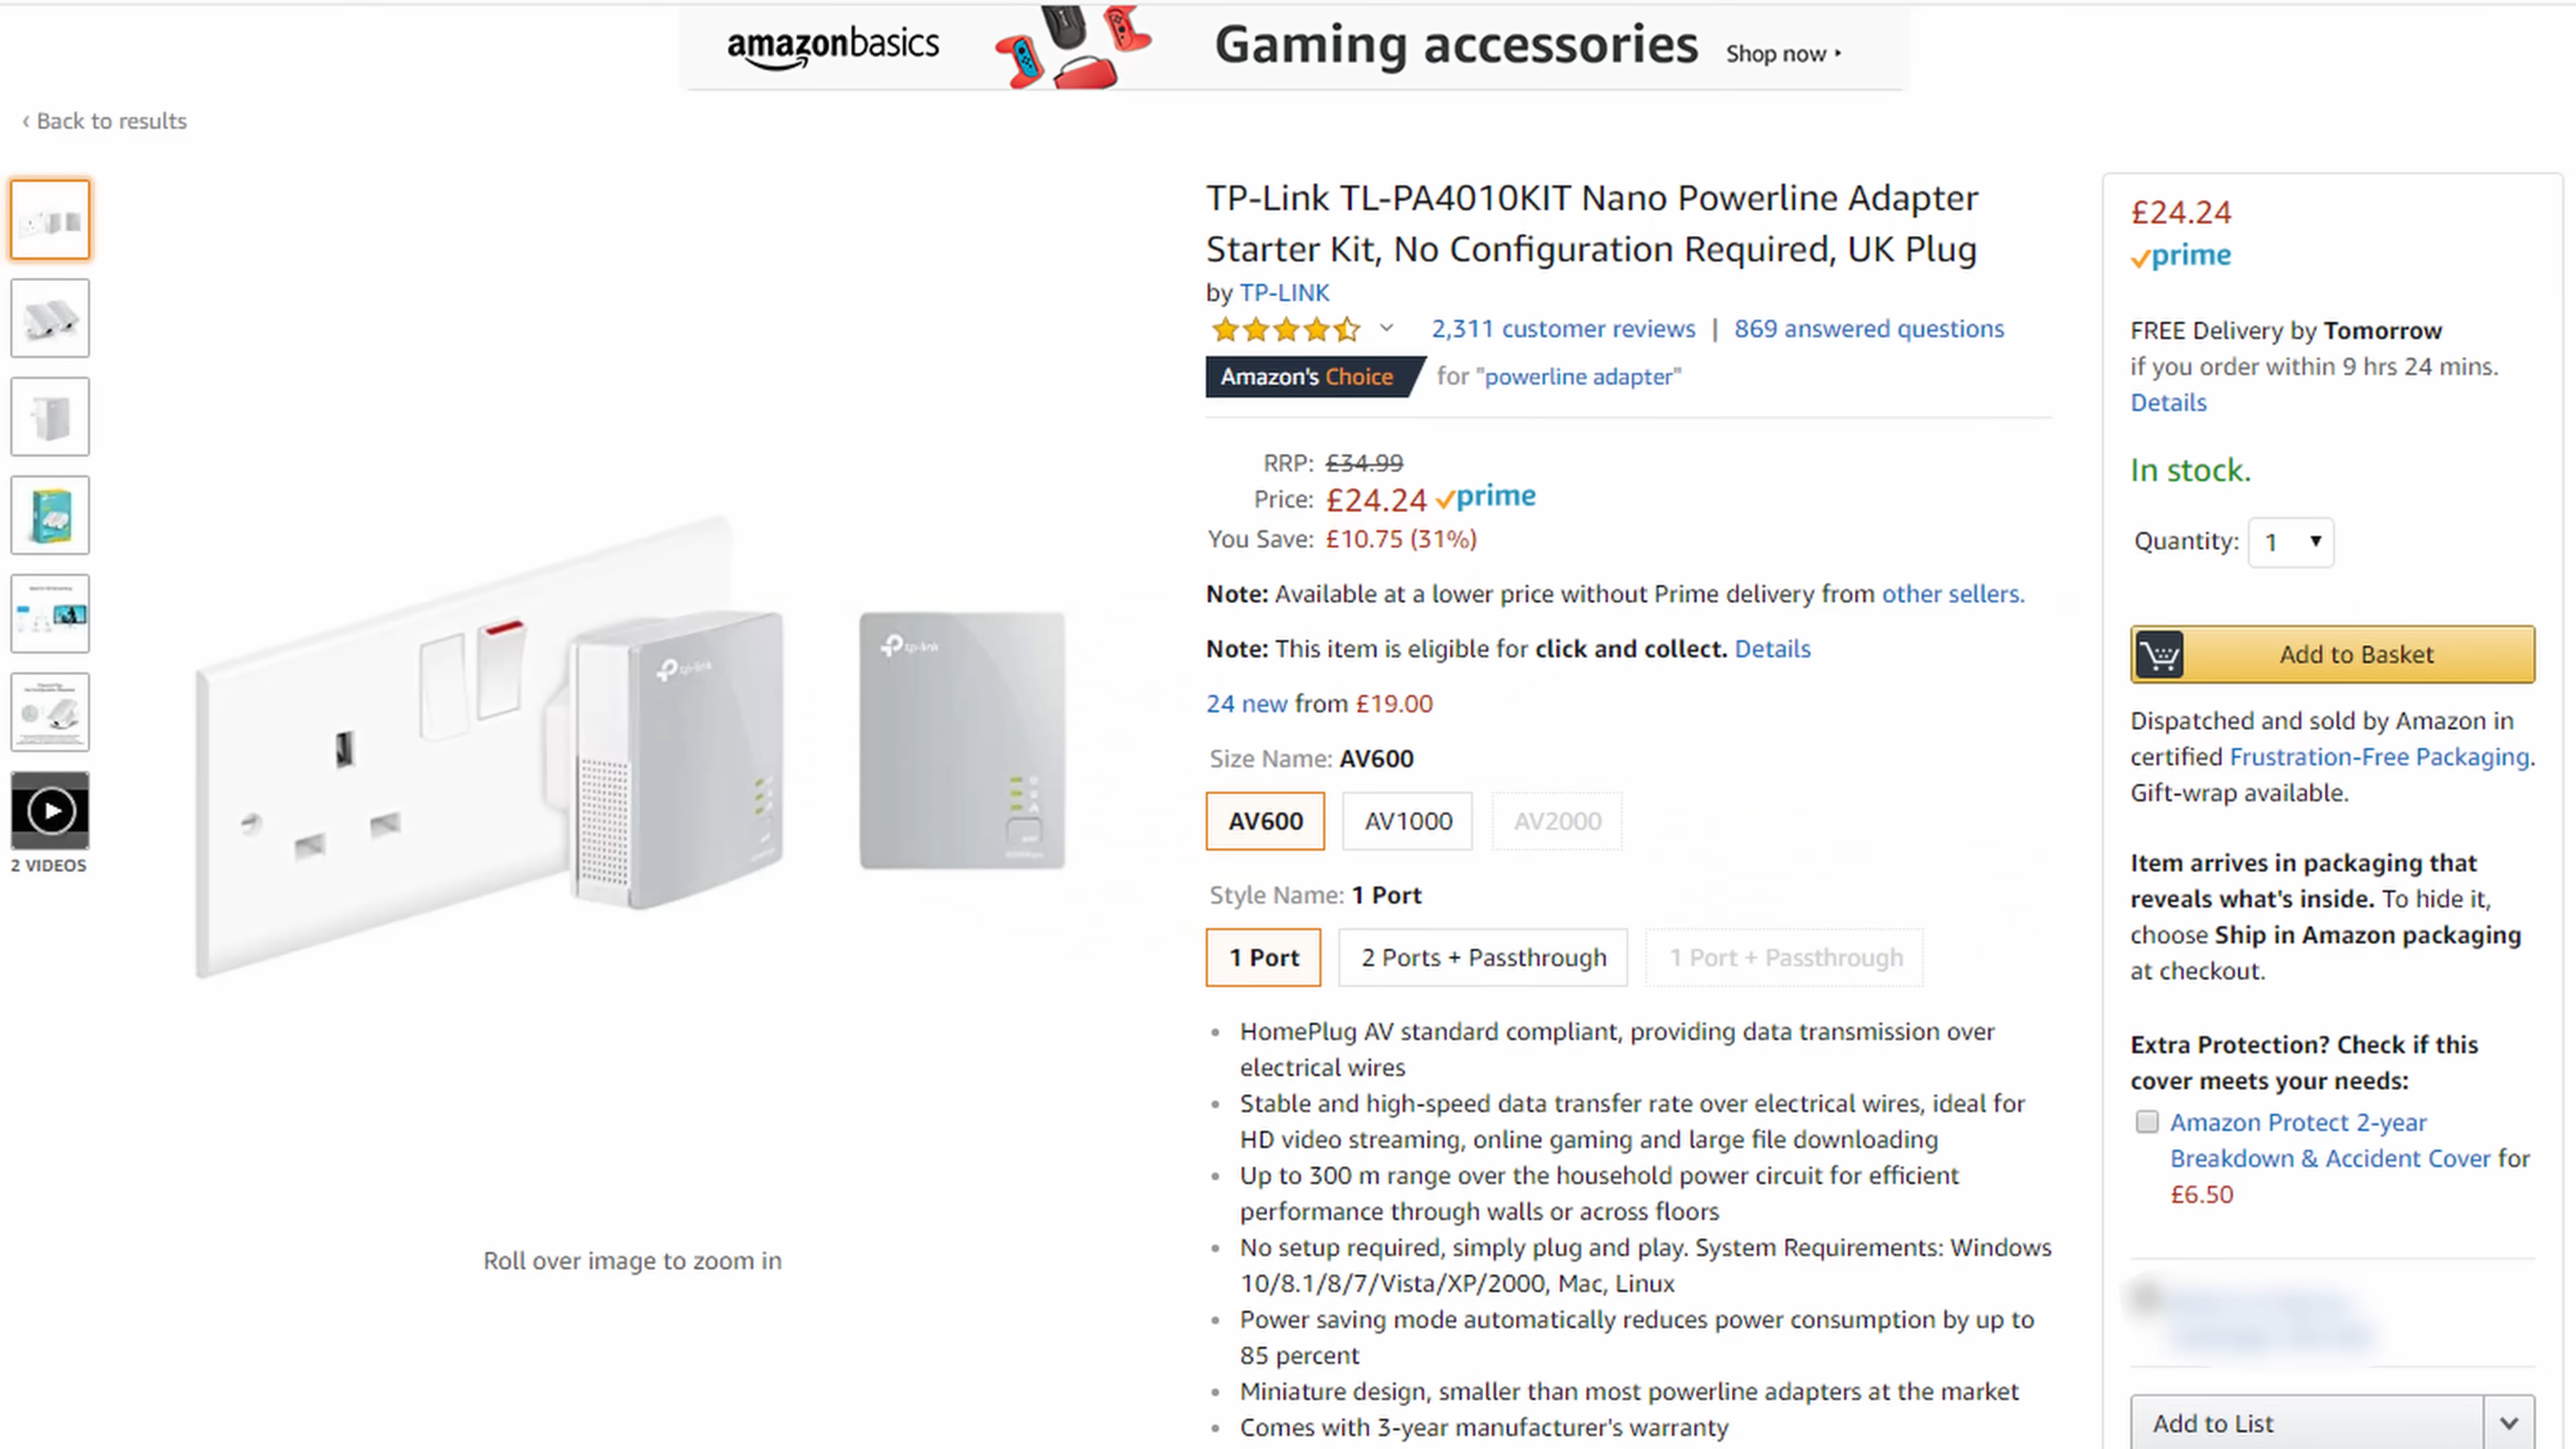 amazonbasics
Gaming accessories Shop now ▸
‹ Back to results
2 VIDEOS
tp-link
tp-link
Roll over image to zoom in
TP-Link TL-PA4010KIT Nano Powerline Adapter
Starter Kit, No Configuration Required, UK Plug
by TP-LINK
2,311 customer reviews | 869 answered questions
Amazon's Choice for "powerline adapter"
RRP: £34.99
Price: £24.24 prime
You Save: £10.75 (31%)
Note: Available at a lower price without Prime delivery from other sellers.
Note: This item is eligible for click and collect. Details
24 new from £19.00
Size Name: AV600
AV600 AV1000 AV2000
Style Name: 1 Port
1 Port 2 Ports + Passthrough 1 Port + Passthrough
• HomePlug AV standard compliant, providing data transmission over
electrical wires
• Stable and high-speed data transfer rate over electrical wires, ideal for
HD video streaming, online gaming and large file downloading
• Up to 300 m range over the household power circuit for efficient
performance through walls or across floors
• No setup required, simply plug and play. System Requirements: Windows
10/8.1/8/7/Vista/XP/2000, Mac, Linux
• Power saving mode automatically reduces power consumption by up to
85 percent
• Miniature design, smaller than most powerline adapters at the market
• Comes with 3-year manufacturer's warranty
£24.24
prime
FREE Delivery by Tomorrow
if you order within 9 hrs 24 mins.
Details
In stock.
Quantity: 1
Add to Basket
Dispatched and sold by Amazon in
certified Frustration-Free Packaging.
Gift-wrap available.
Item arrives in packaging that
reveals what's inside. To hide it,
choose Ship in Amazon packaging
at checkout.
Extra Protection? Check if this
cover meets your needs:
Amazon Protect 2-year
Breakdown & Accident Cover for
£6.50
Add to List